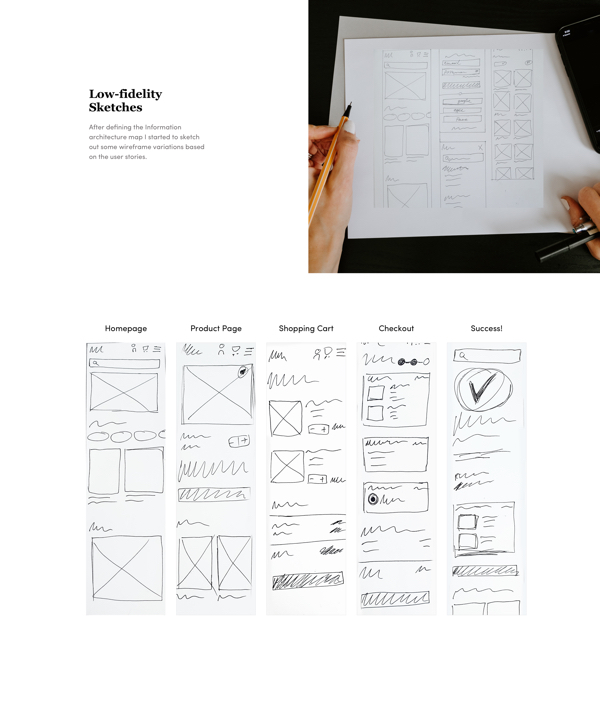 Low-fidelity
Sketches
After defining the Information
architecture map I started to sketch
out some wireframe variations based
on the user stories.
Homepage
Product Page
Shopping Cart
Checkout
Success!